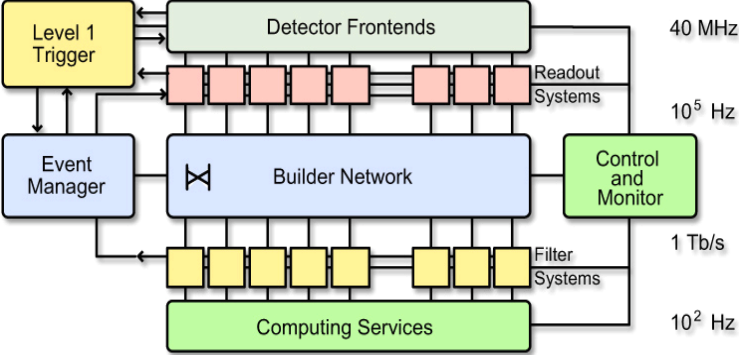 Level 1
Trigger
Detector Frontends
40 MHz
Readout
Systems
10⁵ Hz
Event
Manager
Builder Network
Control
and
Monitor
1 Tb/s
Filter
Systems
Computing Services
10² Hz